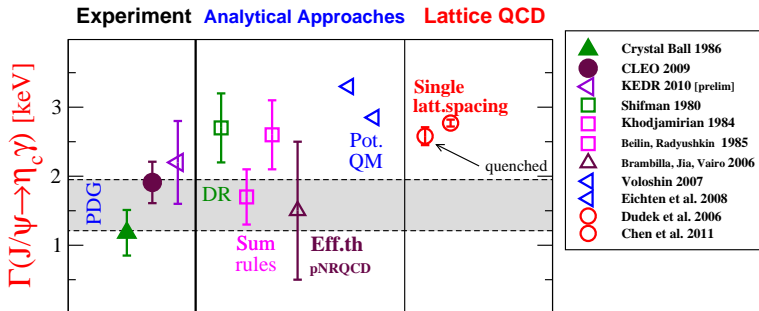 Experiment Analytical Approaches Lattice QCD
Γ(J/ψ→η_cγ) [keV]
3
2
1
PDG
DR
Sum
rules
Eff.th
pNRQCD
Pot.
QM
Single
latt.spacing
quenched
Crystal Ball 1986
CLEO 2009
KEDR 2010 [prelim]
Shifman 1980
Khodjamirian 1984
Beilin, Radyushkin 1985
Brambilla, Jia, Vairo 2006
Voloshin 2007
Eichten et al. 2008
Dudek et al. 2006
Chen et al. 2011